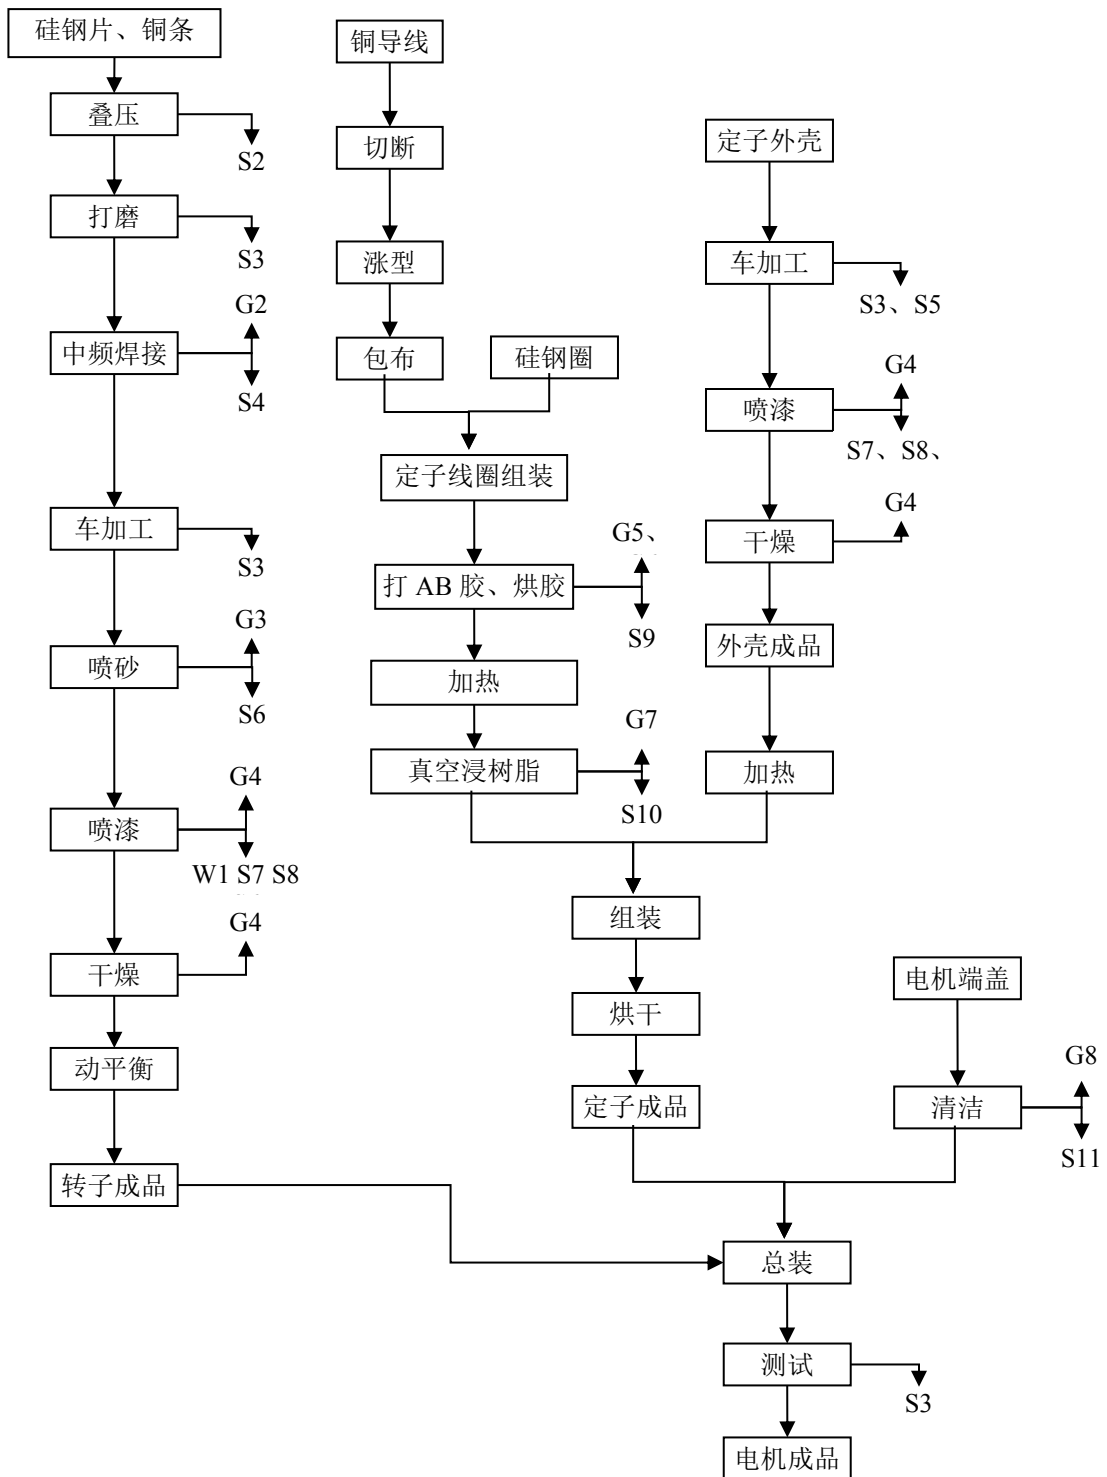 硅钢片、铜条
叠压
S2
打磨
S3
G2
中频焊接
S4
车加工
S3
G3
喷砂
S6
G4
喷漆
W1 S7 S8
G4
干燥
动平衡
转子成品
铜导线
切断
涨型
包布
硅钢圈
定子线圈组装
G5、
打 AB 胶、烘胶
S9
加热
G7
真空浸树脂
S10
定子外壳
车加工
S3、S5
G4
喷漆
S7、S8、
G4
干燥
外壳成品
加热
组装
烘干
定子成品
电机端盖
G8
清洁
S11
总装
测试
S3
电机成品